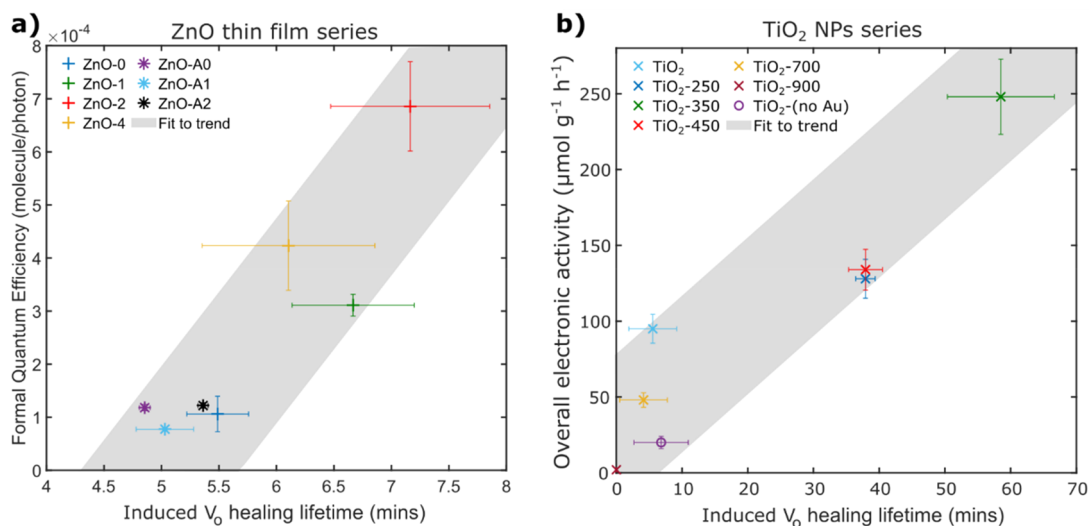 a)
ZnO thin film series
×10⁻⁴
8
7
6
5
4
3
2
1
0
Formal Quantum Efficiency (molecule/photon)
ZnO-0
ZnO-1
ZnO-2
ZnO-4
ZnO-A0
ZnO-A1
ZnO-A2
Fit to trend
4 4.5 5 5.5 6 6.5 7 7.5 8
Induced Vₒ healing lifetime (mins)
b)
TiO₂ NPs series
250
200
150
100
50
0
Overall electronic activity (μmol g⁻¹ h⁻¹)
TiO₂
TiO₂-250
TiO₂-350
TiO₂-450
TiO₂-700
TiO₂-900
TiO₂-(no Au)
Fit to trend
0 10 20 30 40 50 60 70
Induced Vₒ healing lifetime (mins)